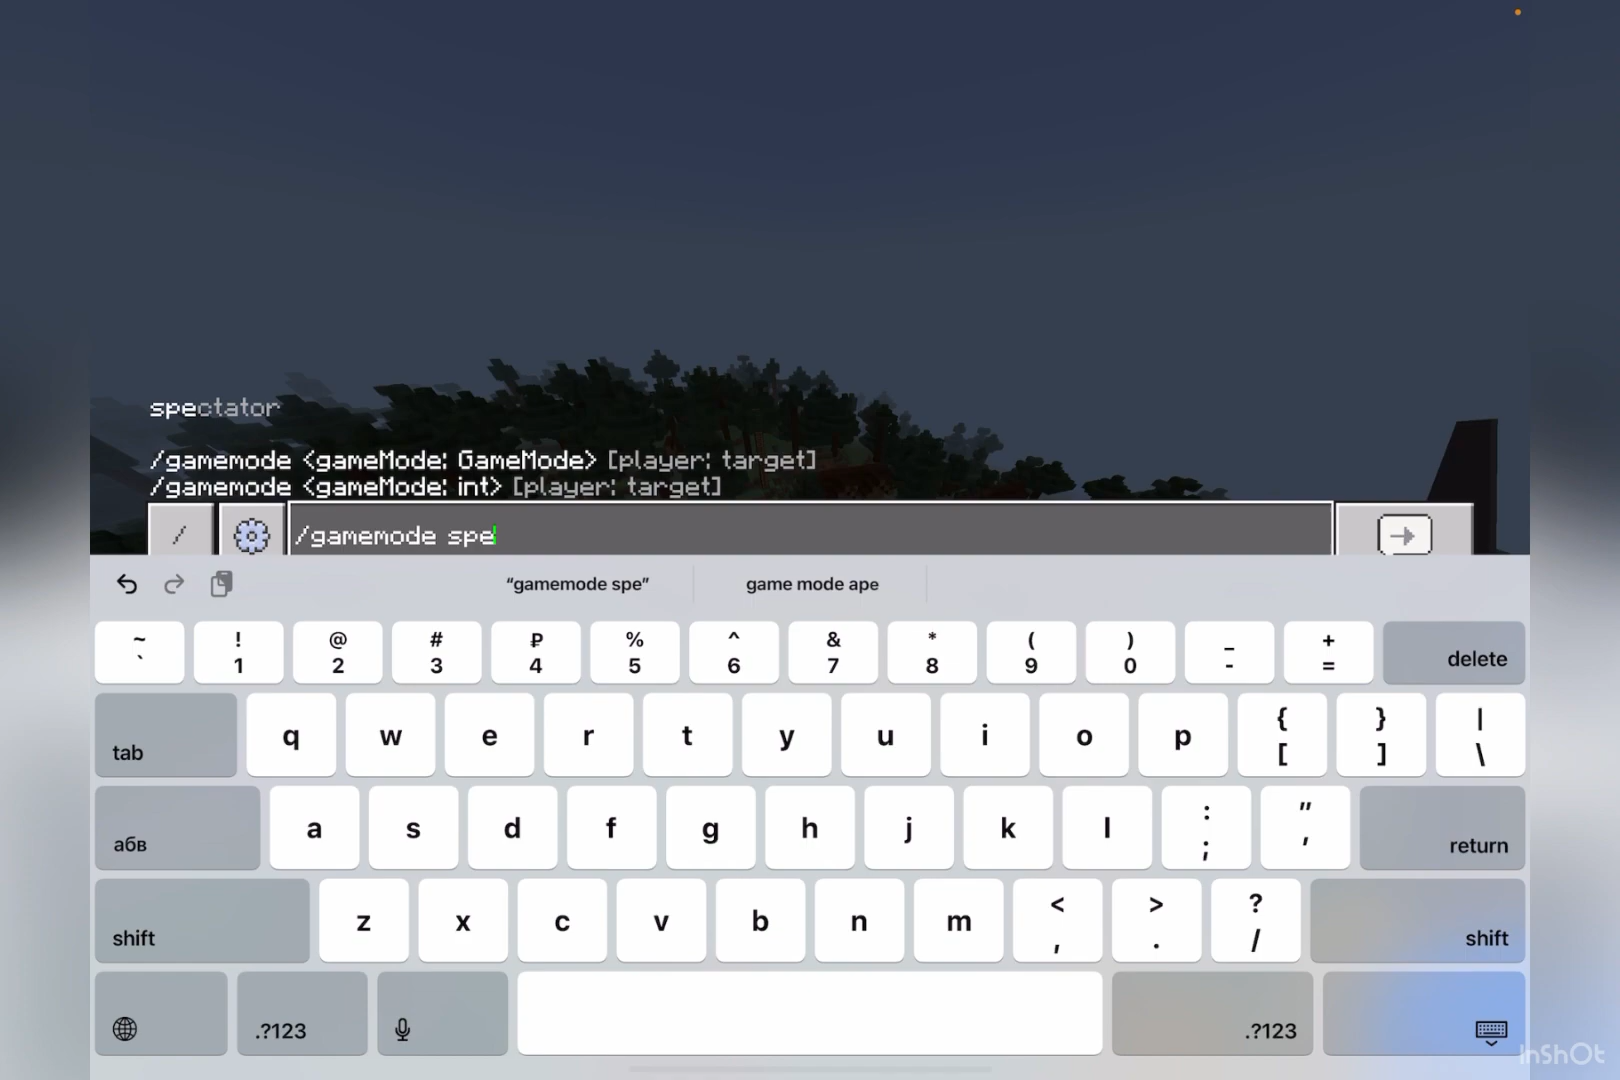 spectator
/gamemode <gameMode: GameMode> [player: target]
/gamemode <gameMode: int> [player: target]
/ /gamemode spe
“gamemode spe” game mode ape
~ ! @ # ₽ % ^ & * ( ) _ +
` 1 2 3 4 5 6 7 8 9 0 - = delete
tab q w e r t y u i o p { [ } ] | \
абв a s d f g h j k l : ; " ' return
shift z x c v b n m < , > . ? / shift
.?123 .?123
InShOt